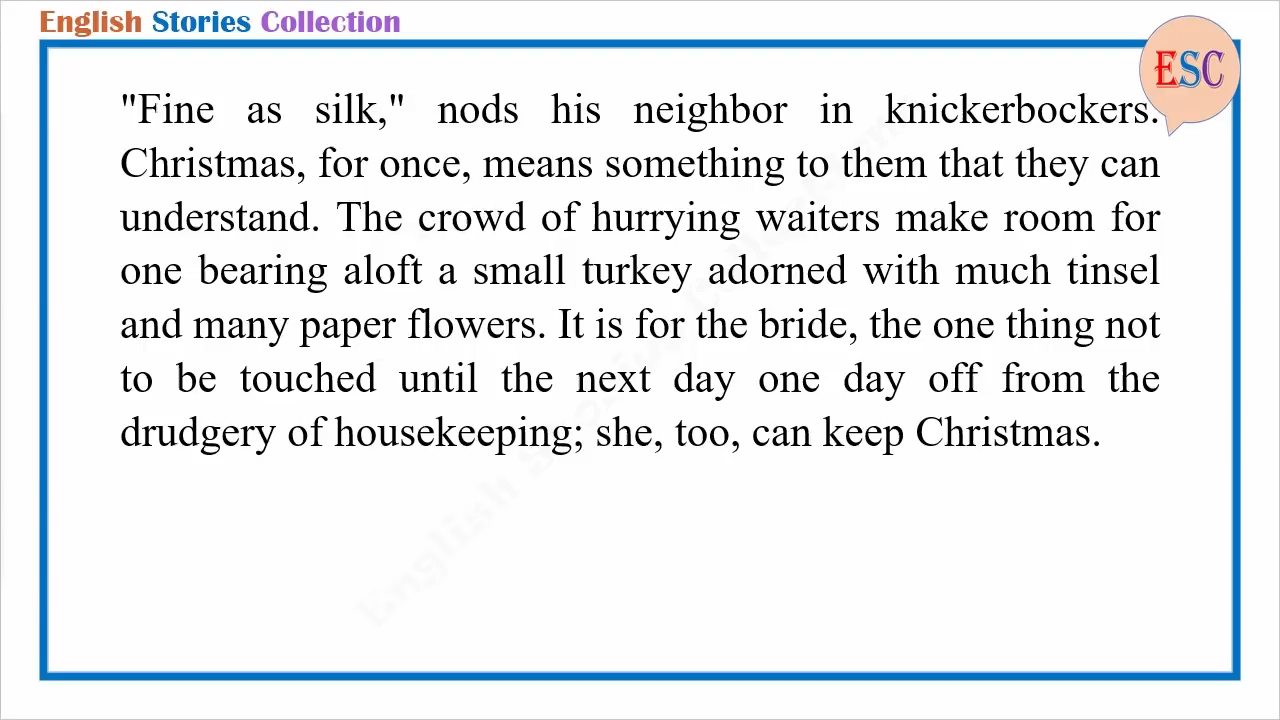 English Stories Collection
ESC
"Fine as silk," nods his neighbor in knickerbockers.
Christmas, for once, means something to them that they can
understand. The crowd of hurrying waiters make room for
one bearing aloft a small turkey adorned with much tinsel
and many paper flowers. It is for the bride, the one thing not
to be touched until the next day one day off from the
drudgery of housekeeping; she, too, can keep Christmas.